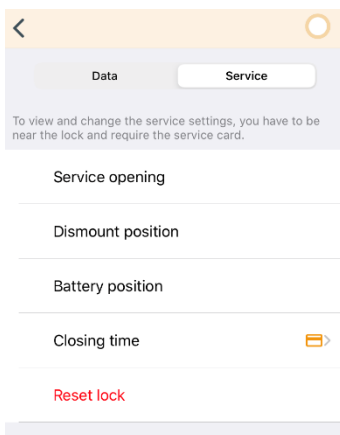 Data
Service
To view and change the service settings, you have to be
near the lock and require the service card.
Service opening
Dismount position
Battery position
Closing time
Reset lock